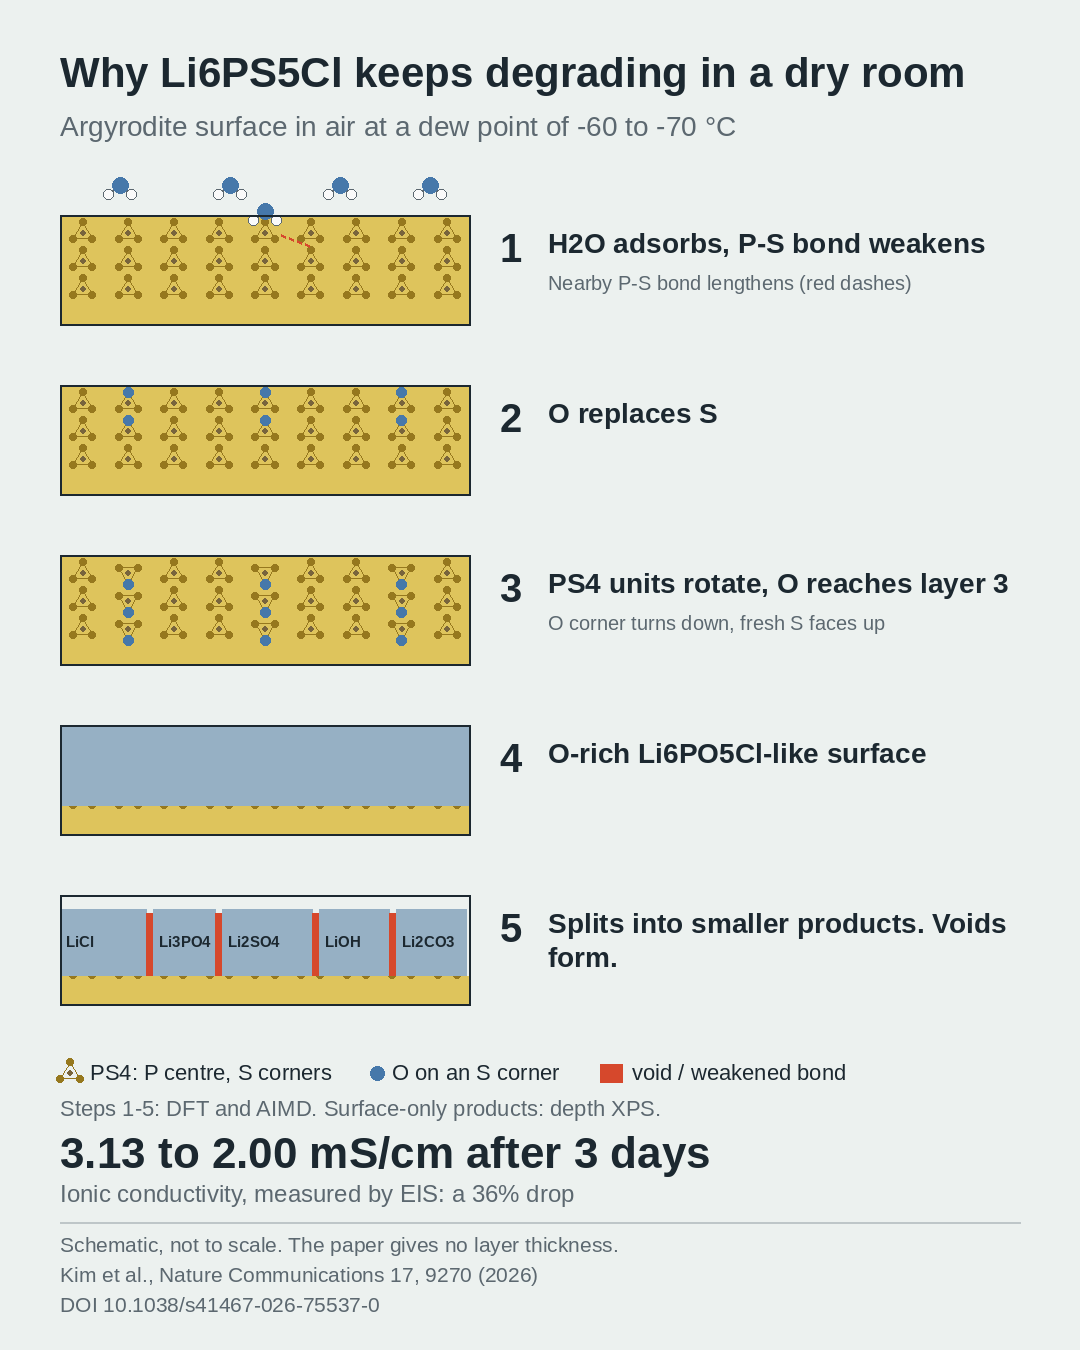 Why Li6PS5Cl keeps degrading in a dry room
Argyrodite surface in air at a dew point of -60 to -70 °C
1 H2O adsorbs, P-S bond weakens
Nearby P-S bond lengthens (red dashes)
2 O replaces S
3 PS4 units rotate, O reaches layer 3
O corner turns down, fresh S faces up
4 O-rich Li6PO5Cl-like surface
LiCl Li3PO4 Li2SO4 LiOH Li2CO3
5 Splits into smaller products. Voids
form.
PS4: P centre, S corners O on an S corner void / weakened bond
Steps 1-5: DFT and AIMD. Surface-only products: depth XPS.
3.13 to 2.00 mS/cm after 3 days
Ionic conductivity, measured by EIS: a 36% drop
Schematic, not to scale. The paper gives no layer thickness.
Kim et al., Nature Communications 17, 9270 (2026)
DOI 10.1038/s41467-026-75537-0